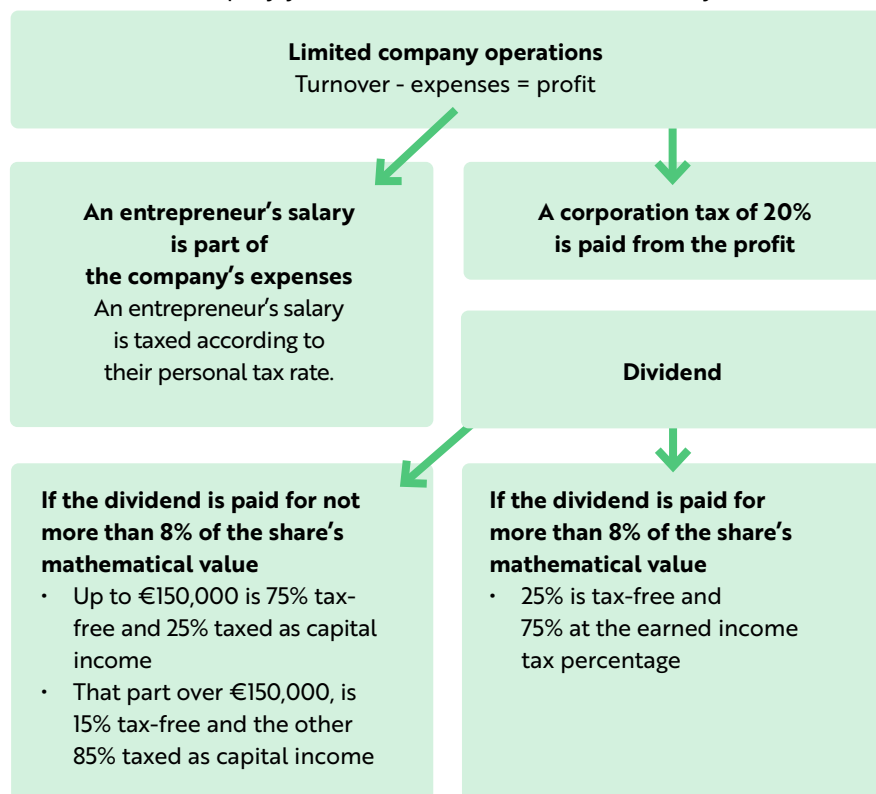 Limited company operations
Turnover - expenses = profit
An entrepreneur's salary
is part of
the company's expenses
An entrepreneur's salary
is taxed according to
their personal tax rate.
A corporation tax of 20%
is paid from the profit
Dividend
If the dividend is paid for not
more than 8% of the share's
mathematical value
• Up to €150,000 is 75% tax-
free and 25% taxed as capital
income
• That part over €150,000, is
15% tax-free and the other
85% taxed as capital income
If the dividend is paid for
more than 8% of the share's
mathematical value
• 25% is tax-free and
75% at the earned income
tax percentage